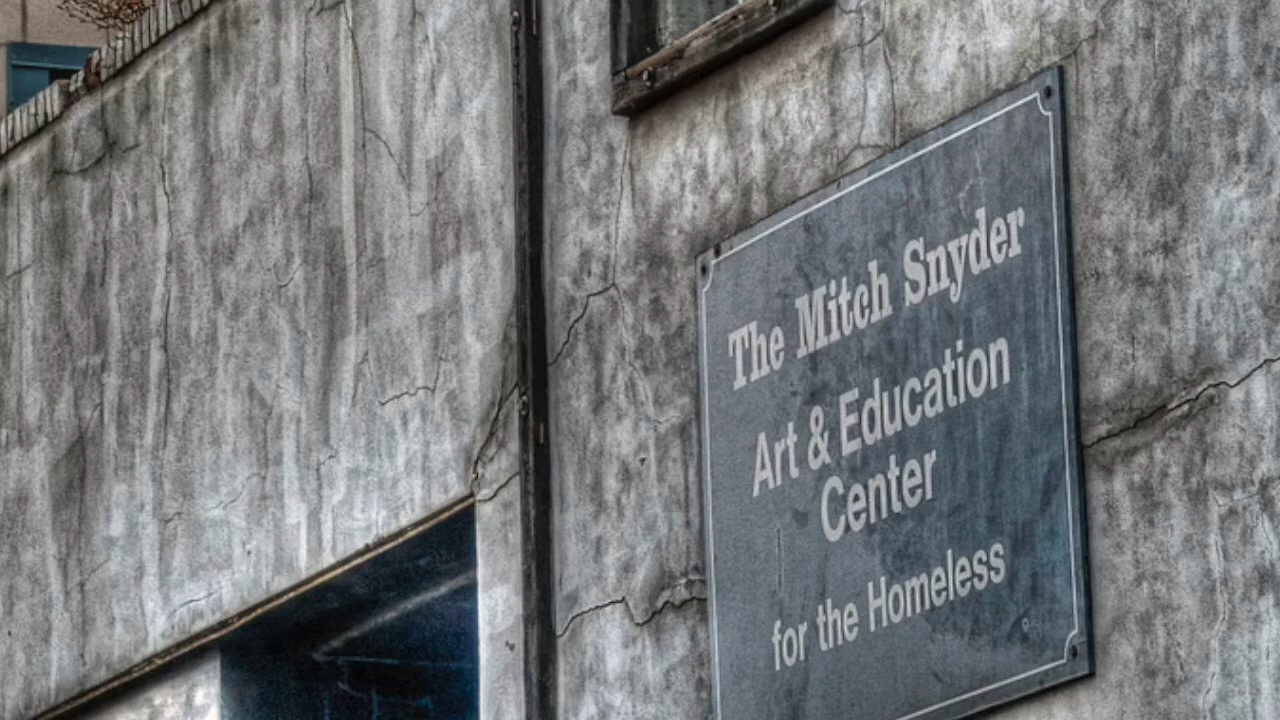 The Mitch Snyder
Art & Education
Center
for the Homeless